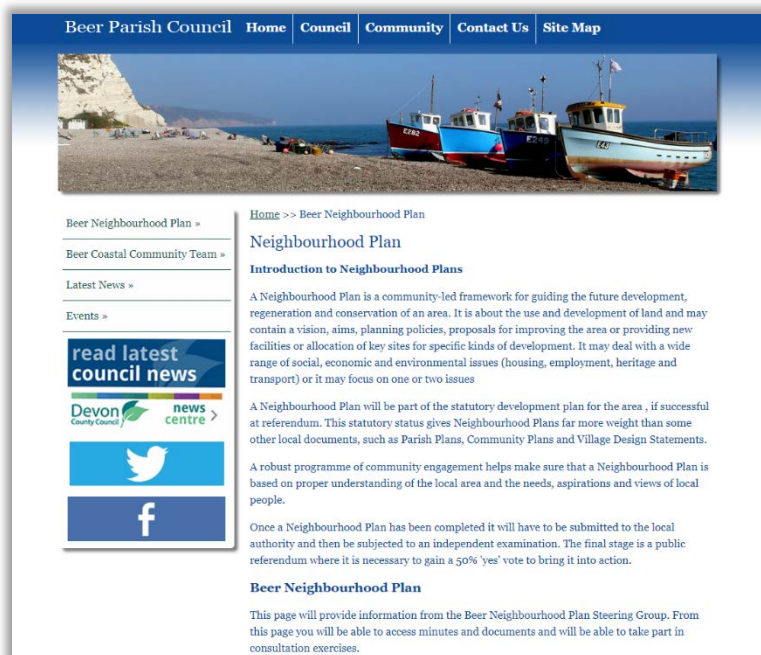 Beer Parish Council Home Council Community Contact Us Site Map
E282
E249
E43
Beer Neighbourhood Plan »
Beer Coastal Community Team »
Latest News »
Events »
read latest
council news
Devon
County Council
news
centre >
f
Home >> Beer Neighbourhood Plan
Neighbourhood Plan
Introduction to Neighbourhood Plans
A Neighbourhood Plan is a community-led framework for guiding the future development,
regeneration and conservation of an area. It is about the use and development of land and may
contain a vision, aims, planning policies, proposals for improving the area or providing new
facilities or allocation of key sites for specific kinds of development. It may deal with a wide
range of social, economic and environmental issues (housing, employment, heritage and
transport) or it may focus on one or two issues
A Neighbourhood Plan will be part of the statutory development plan for the area , if successful
at referendum. This statutory status gives Neighbourhood Plans far more weight than some
other local documents, such as Parish Plans, Community Plans and Village Design Statements.
A robust programme of community engagement helps make sure that a Neighbourhood Plan is
based on proper understanding of the local area and the needs, aspirations and views of local
people.
Once a Neighbourhood Plan has been completed it will have to be submitted to the local
authority and then be subjected to an independent examination. The final stage is a public
referendum where it is necessary to gain a 50% 'yes' vote to bring it into action.
Beer Neighbourhood Plan
This page will provide information from the Beer Neighbourhood Plan Steering Group. From
this page you will be able to access minutes and documents and will be able to take part in
consultation exercises.